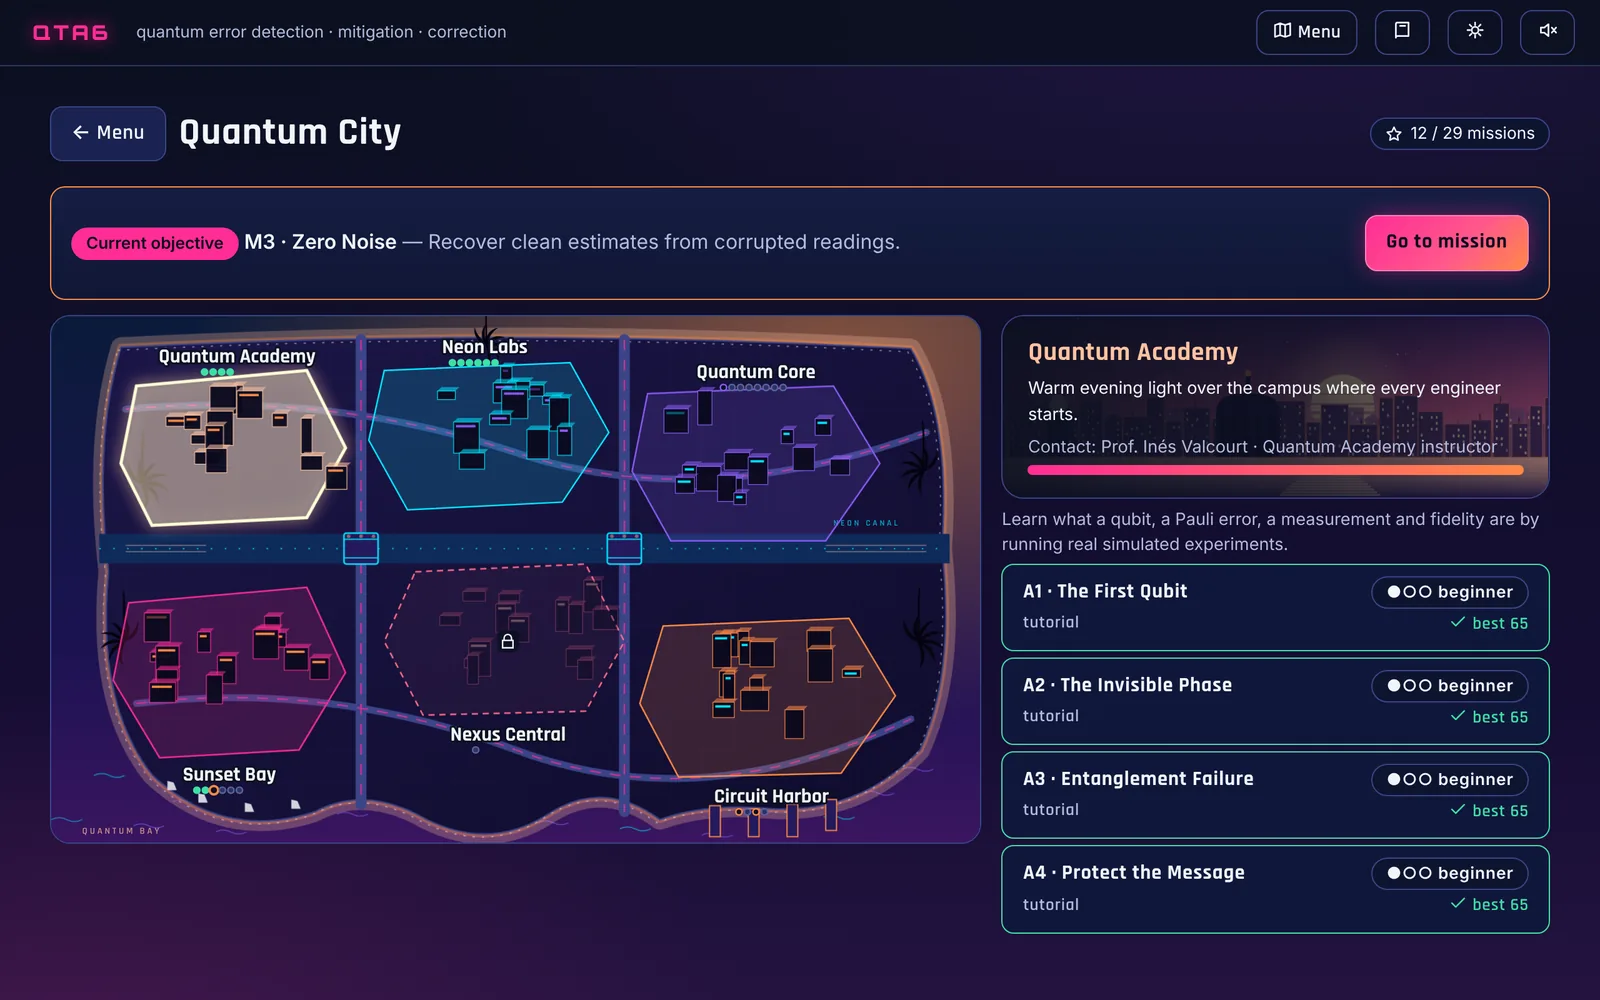 QTA6
quantum error detection · mitigation · correction
Menu
← Menu
Quantum City
12 / 29 missions
Current objective M3 · Zero Noise — Recover clean estimates from corrupted readings.
Go to mission
Quantum Academy
Neon Labs
Quantum Core
NEON CANAL
Nexus Central
Sunset Bay
Circuit Harbor
QUANTUM BAY
Quantum Academy
Warm evening light over the campus where every engineer
starts.
Contact: Prof. Inés Valcourt · Quantum Academy instructor
Learn what a qubit, a Pauli error, a measurement and fidelity are by
running real simulated experiments.
A1 · The First Qubit
beginner
tutorial
✓ best 65
A2 · The Invisible Phase
beginner
tutorial
✓ best 65
A3 · Entanglement Failure
beginner
tutorial
✓ best 65
A4 · Protect the Message
beginner
tutorial
✓ best 65